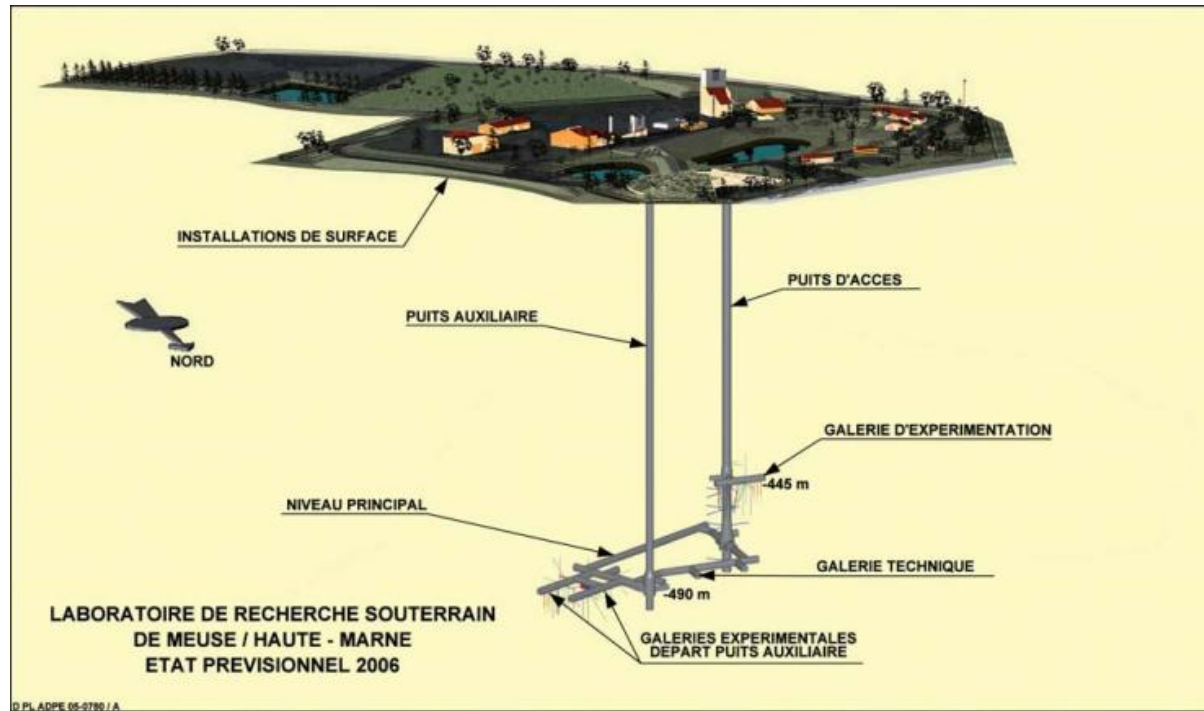 INSTALLATIONS DE SURFACE
PUITS D'ACCES
PUITS AUXILIAIRE
NORD
GALERIE D'EXPERIMENTATION
-445 m
NIVEAU PRINCIPAL
GALERIE TECHNIQUE
-490 m
LABORATOIRE DE RECHERCHE SOUTERRAIN
DE MEUSE / HAUTE - MARNE
ETAT PREVISIONNEL 2006
GALERIES EXPERIMENTALES
DEPART PUITS AUXILIAIRE
D PL ADPE 05-0780 / A